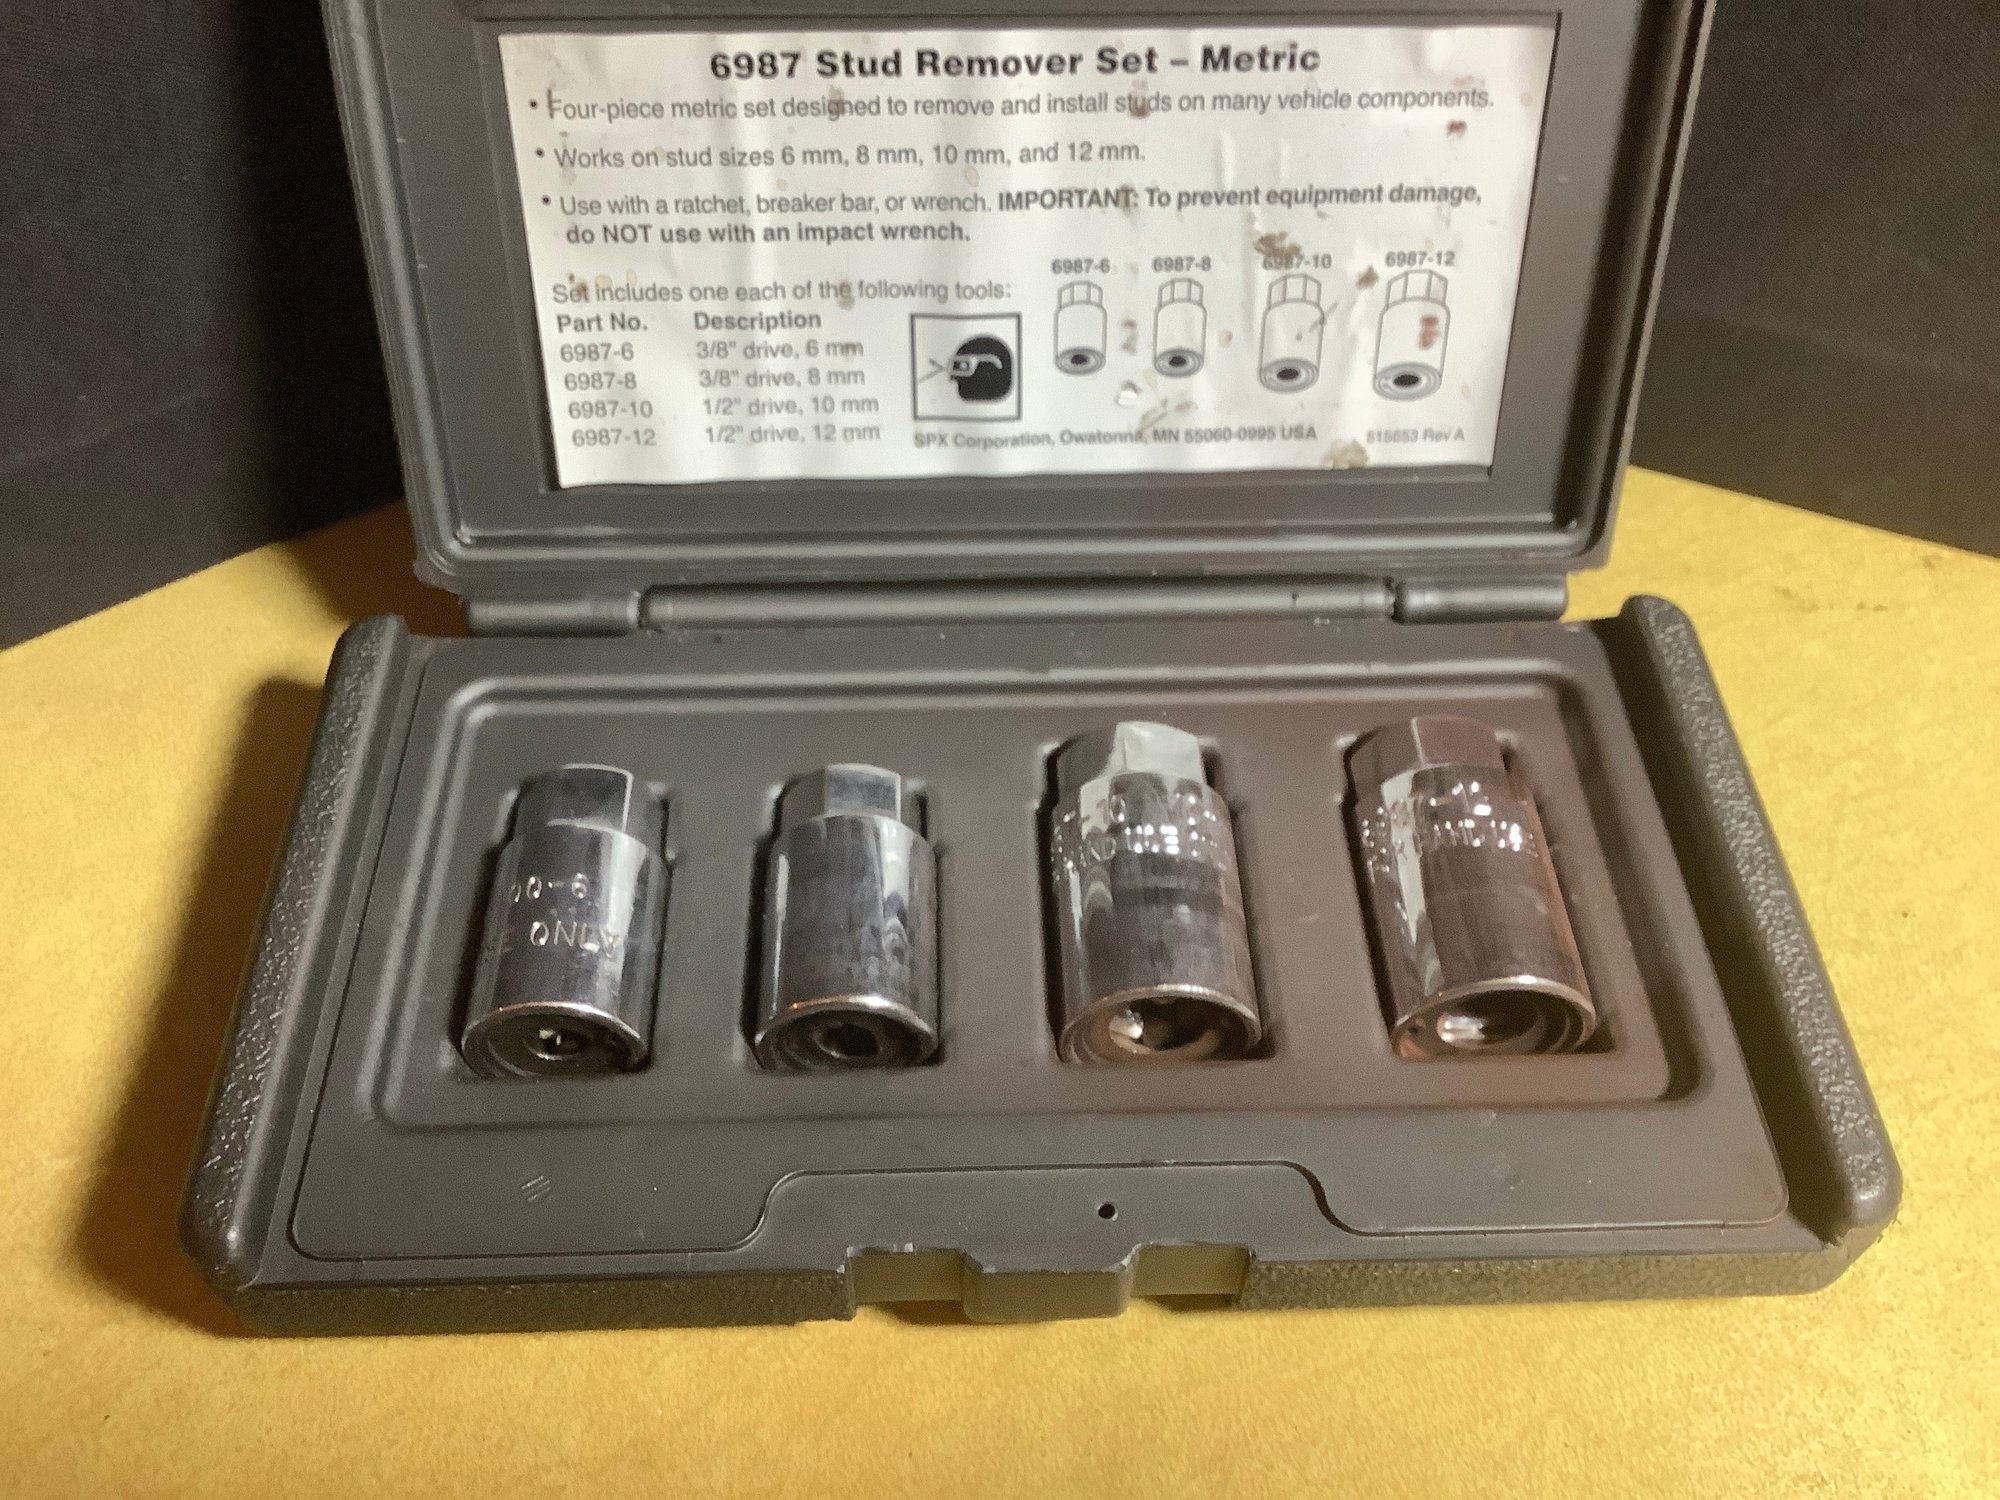 6987 Stud Remover Set – Metric
• Four-piece metric set designed to remove and install studs on many vehicle components.
• Works on stud sizes 6 mm, 8 mm, 10 mm, and 12 mm.
• Use with a ratchet, breaker bar, or wrench. IMPORTANT: To prevent equipment damage,
do NOT use with an impact wrench.
Set includes one each of the following tools:
Part No. Description
6987-6 3/8" drive, 6 mm
6987-8 3/8" drive, 8 mm
6987-10 1/2" drive, 10 mm
6987-12 1/2" drive, 12 mm
6987-6 6987-8 6987-10 6987-12
SPX Corporation, Owatonna, MN 55060-0995 USA
515653 Rev A
ONLY